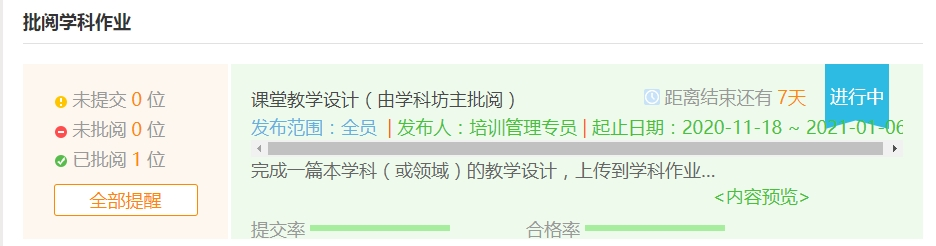 批阅学科作业
未提交 0 位
未批阅 0 位
已批阅 1 位
全部提醒
课堂教学设计（由学科坊主批阅）
距离结束还有 7天
进行中
发布范围：全员 | 发布人：培训管理专员 | 起止日期：2020-11-18 ~ 2021-01-06
完成一篇本学科（或领域）的教学设计，上传到学科作业...
<内容预览>
提交率
合格率